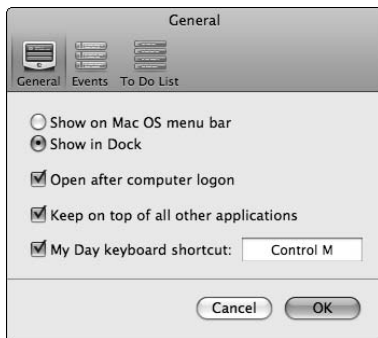 General
General Events To Do List
Show on Mac OS menu bar
Show in Dock
Open after computer logon
Keep on top of all other applications
My Day keyboard shortcut: Control M
Cancel OK